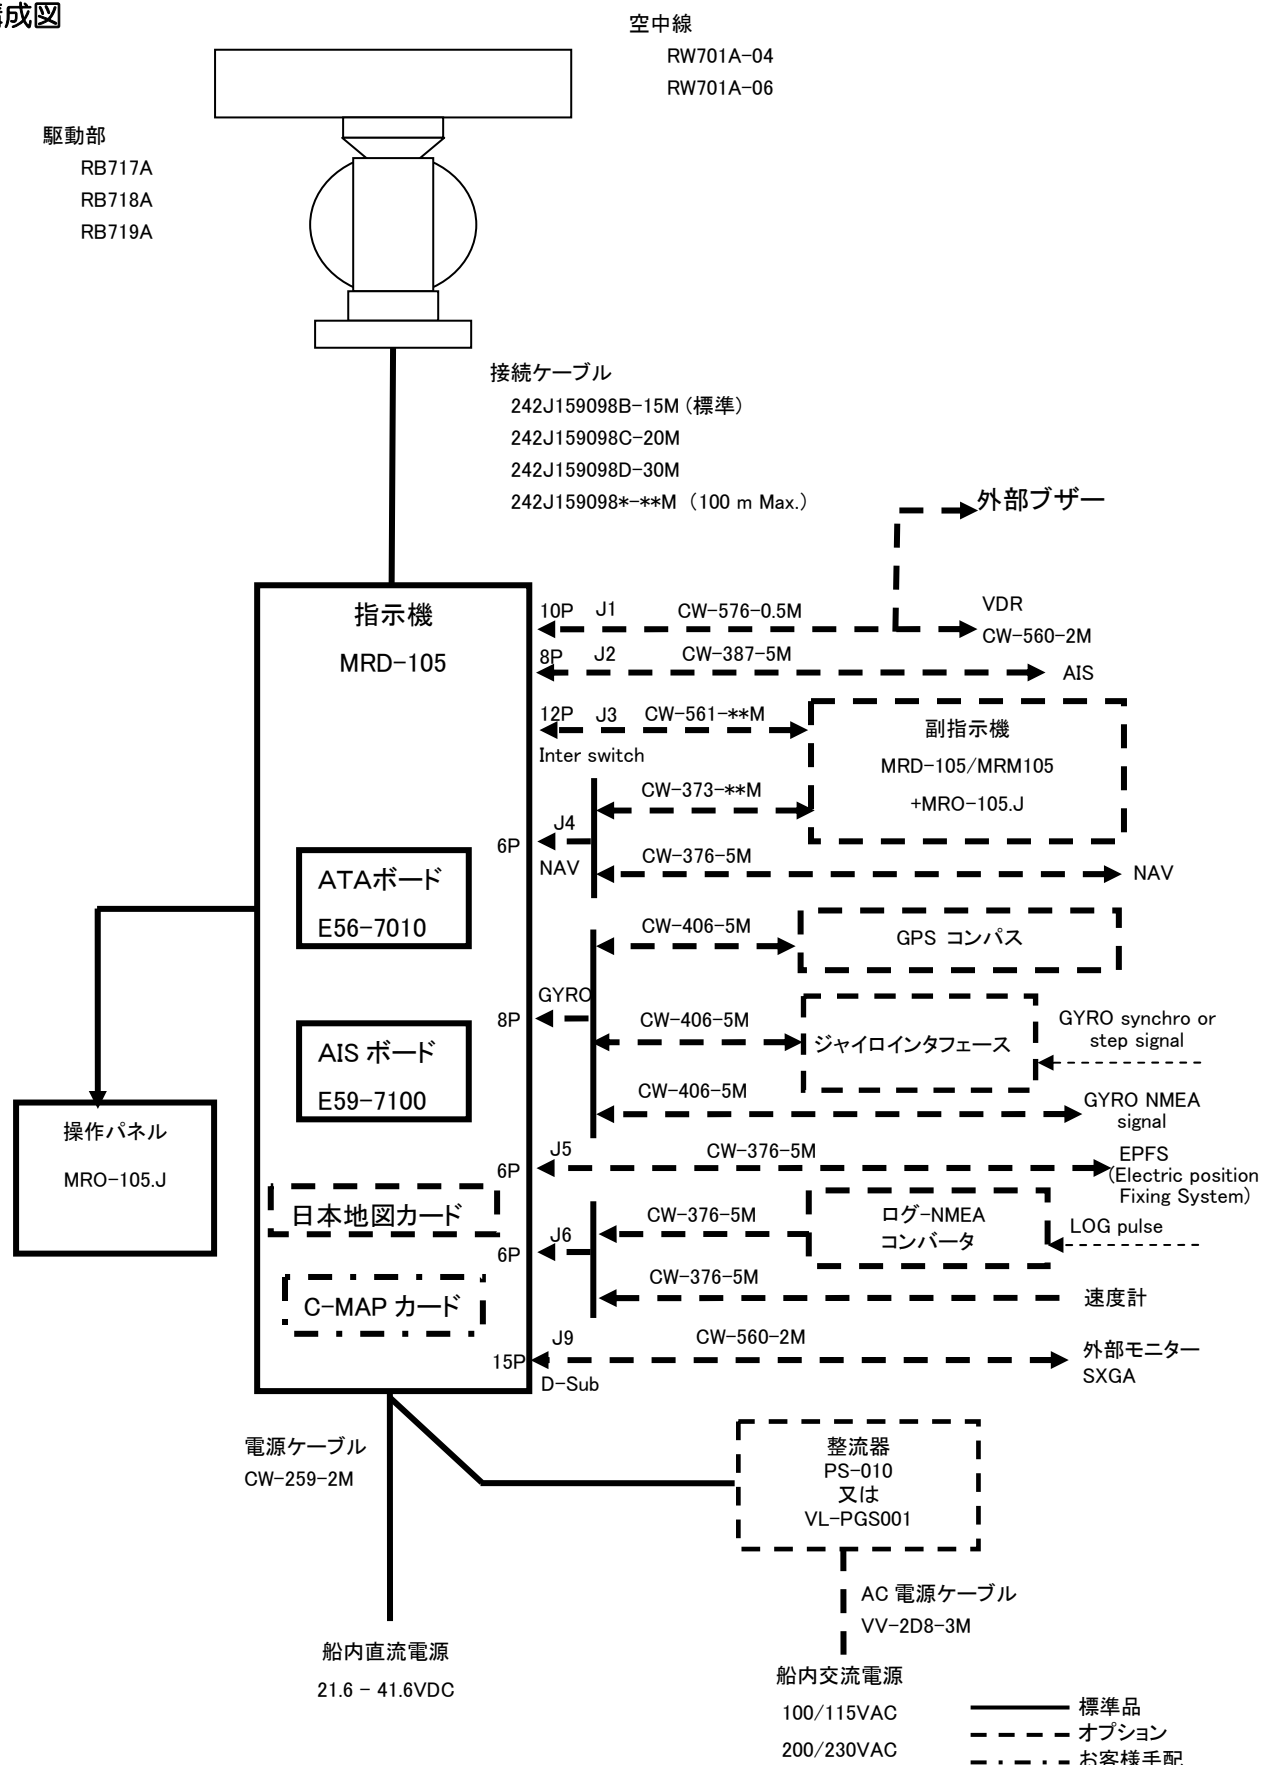 構成図
空中線
RW701A-04
RW701A-06
駆動部
RB717A
RB718A
RB719A
接続ケーブル
242J159098B-15M (標準)
242J159098C-20M
242J159098D-30M
242J159098*-**M (100 m Max.)
外部ブザー
指示機
MRD-105
10P J1 CW-576-0.5M
VDR
CW-560-2M
8P J2 CW-387-5M
AIS
12P J3 CW-561-**M
Inter switch
副指示機
MRD-105/MRM105
+MRO-105.J
CW-373-**M
J4
6P
NAV
CW-376-5M
NAV
ATAボード
E56-7010
CW-406-5M
GPS コンパス
GYRO
8P
CW-406-5M
ジャイロインタフェース
GYRO synchro or
step signal
AIS ボード
E59-7100
CW-406-5M
GYRO NMEA
signal
操作パネル
MRO-105.J
J5
6P
CW-376-5M
EPFS
(Electric position
Fixing System)
日本地図カード
J6
6P
CW-376-5M
ログ-NMEA
コンバータ
LOG pulse
C-MAP カード
CW-376-5M
速度計
J9
15P
D-Sub
CW-560-2M
外部モニター
SXGA
電源ケーブル
CW-259-2M
整流器
PS-010
又は
VL-PGS001
AC 電源ケーブル
VV-2D8-3M
船内直流電源
21.6 - 41.6VDC
船内交流電源
100/115VAC
200/230VAC
標準品
オプション
お客様手配